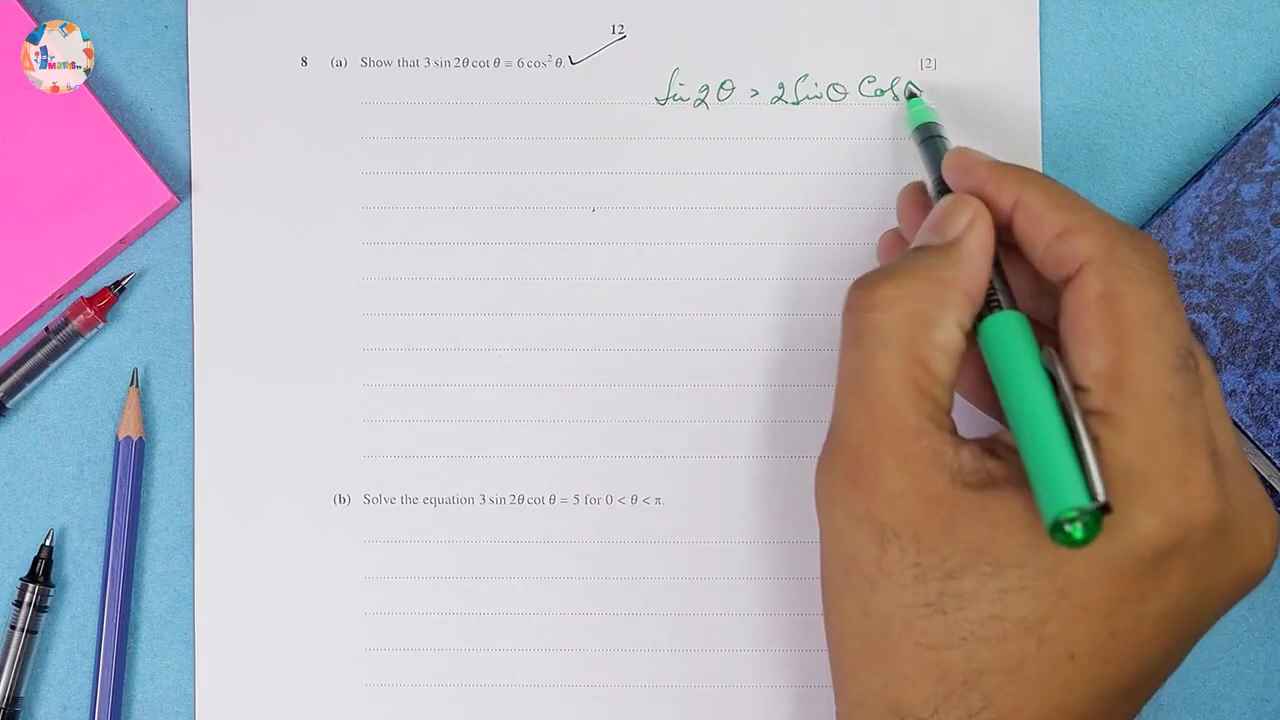 12
8 (a) Show that 3 sin 2θ cot θ ≡ 6 cos²θ. [2]
Sin 2θ = 2 Sin θ Cos θ
(b) Solve the equation 3 sin 2θ cot θ = 5 for 0 < θ < π.